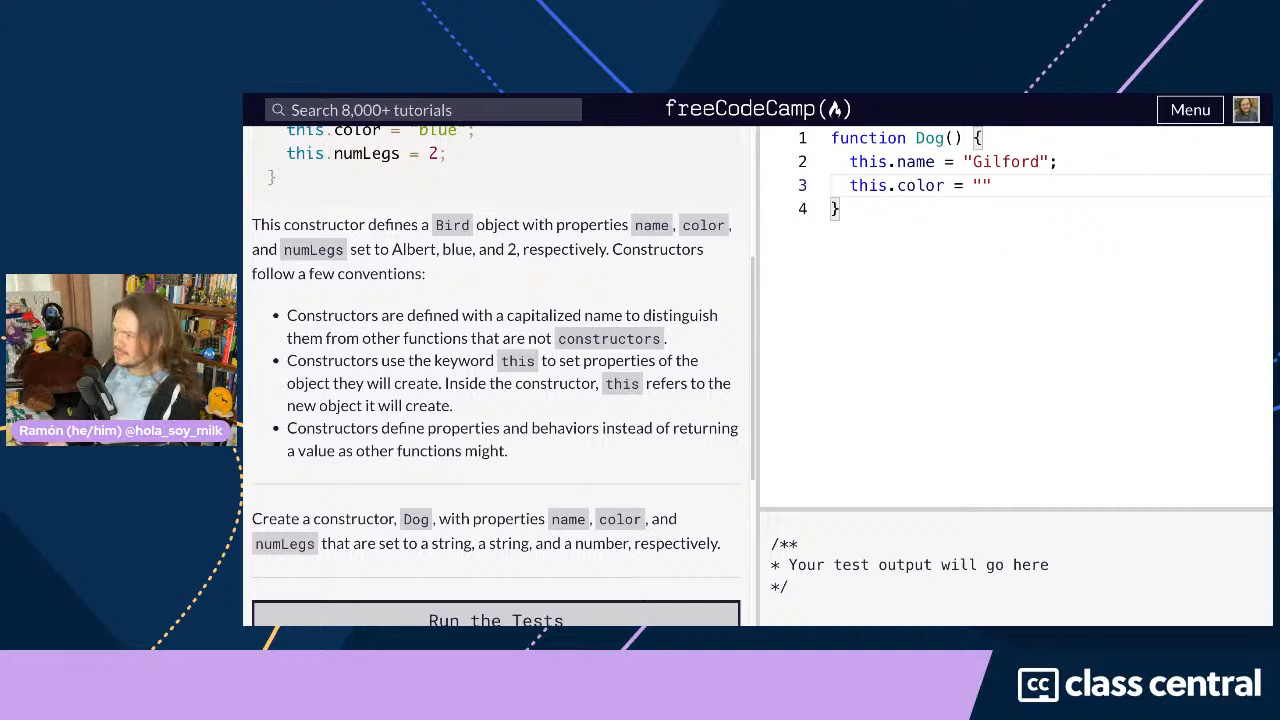 Search 8,000+ tutorials
freeCodeCamp(🔥)
Menu
this.color = "blue";
this.numLegs = 2;
}
This constructor defines a Bird object with properties name, color,
and numLegs set to Albert, blue, and 2, respectively. Constructors
follow a few conventions:
• Constructors are defined with a capitalized name to distinguish
them from other functions that are not constructors.
• Constructors use the keyword this to set properties of the
object they will create. Inside the constructor, this refers to the
new object it will create.
• Constructors define properties and behaviors instead of returning
a value as other functions might.
Create a constructor, Dog, with properties name, color, and
numLegs that are set to a string, a string, and a number, respectively.
Run the Tests
1 function Dog() {
2 this.name = "Gilford";
3 this.color = ""
4 }
/**
* Your test output will go here
*/
Ramón (he/him) @hola_soy_milk
cc class central